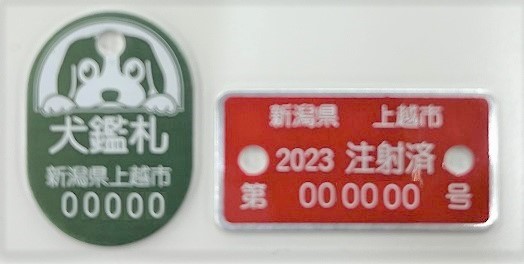 犬鑑札
新潟県上越市
00000
新潟県 上越市
2023 注射済
第 000000 号